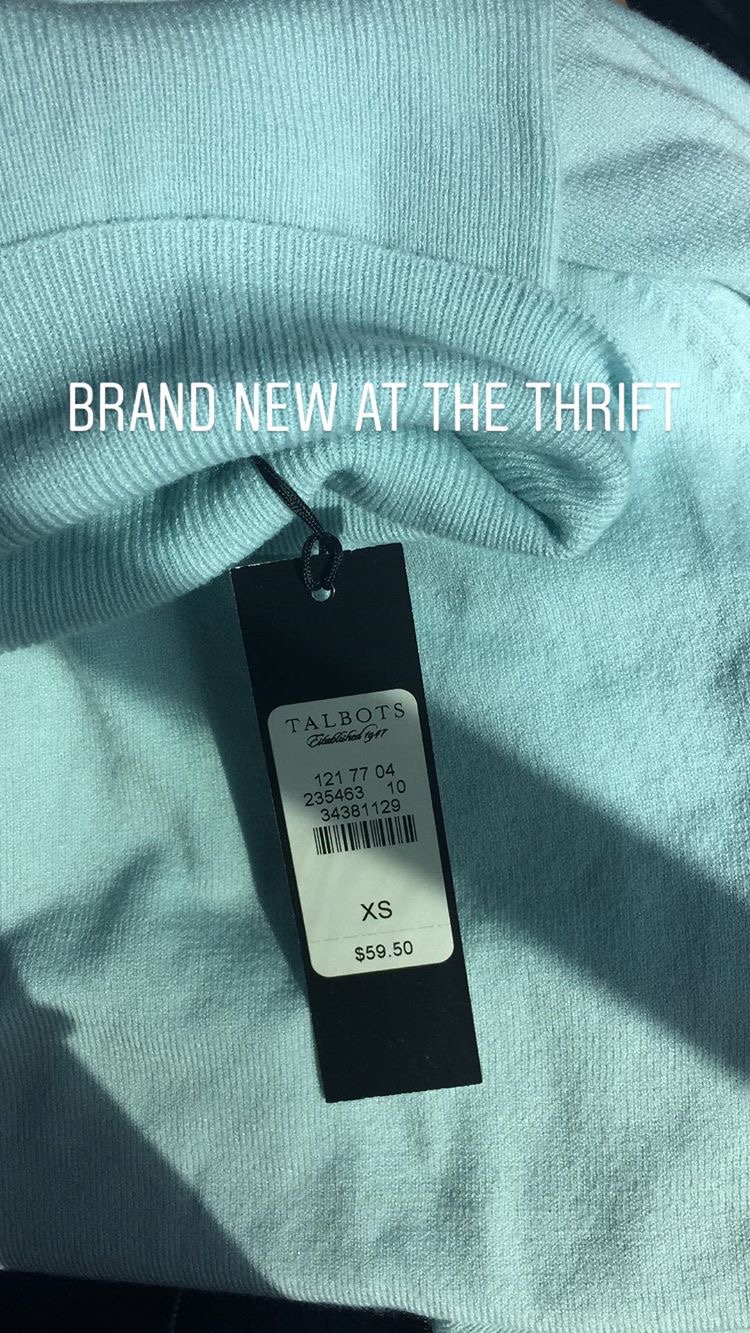 BRAND NEW AT THE THRIFT
TALBOTS
Established 1947
121 77 04
235463 10
34381129
XS
$59.50